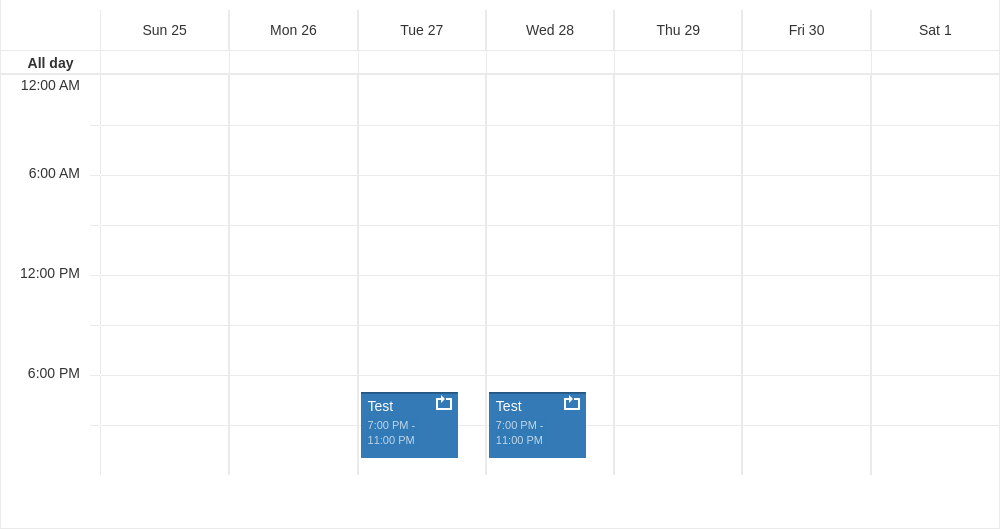 Sun 25 Mon 26 Tue 27 Wed 28 Thu 29 Fri 30 Sat 1
All day
12:00 AM
6:00 AM
12:00 PM
6:00 PM
Test
7:00 PM -
11:00 PM
Test
7:00 PM -
11:00 PM